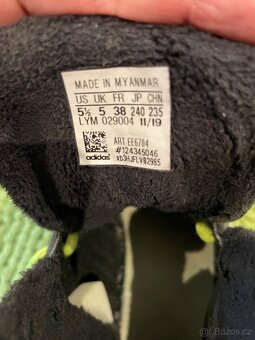 MADE IN MYANMAR
US UK FR JP CHN
5½ 5 38 240 235
LYM 029004 11/19
ART EE6704
#124345046
adidas
xb3HJFLVB2965
©Bazos.cz